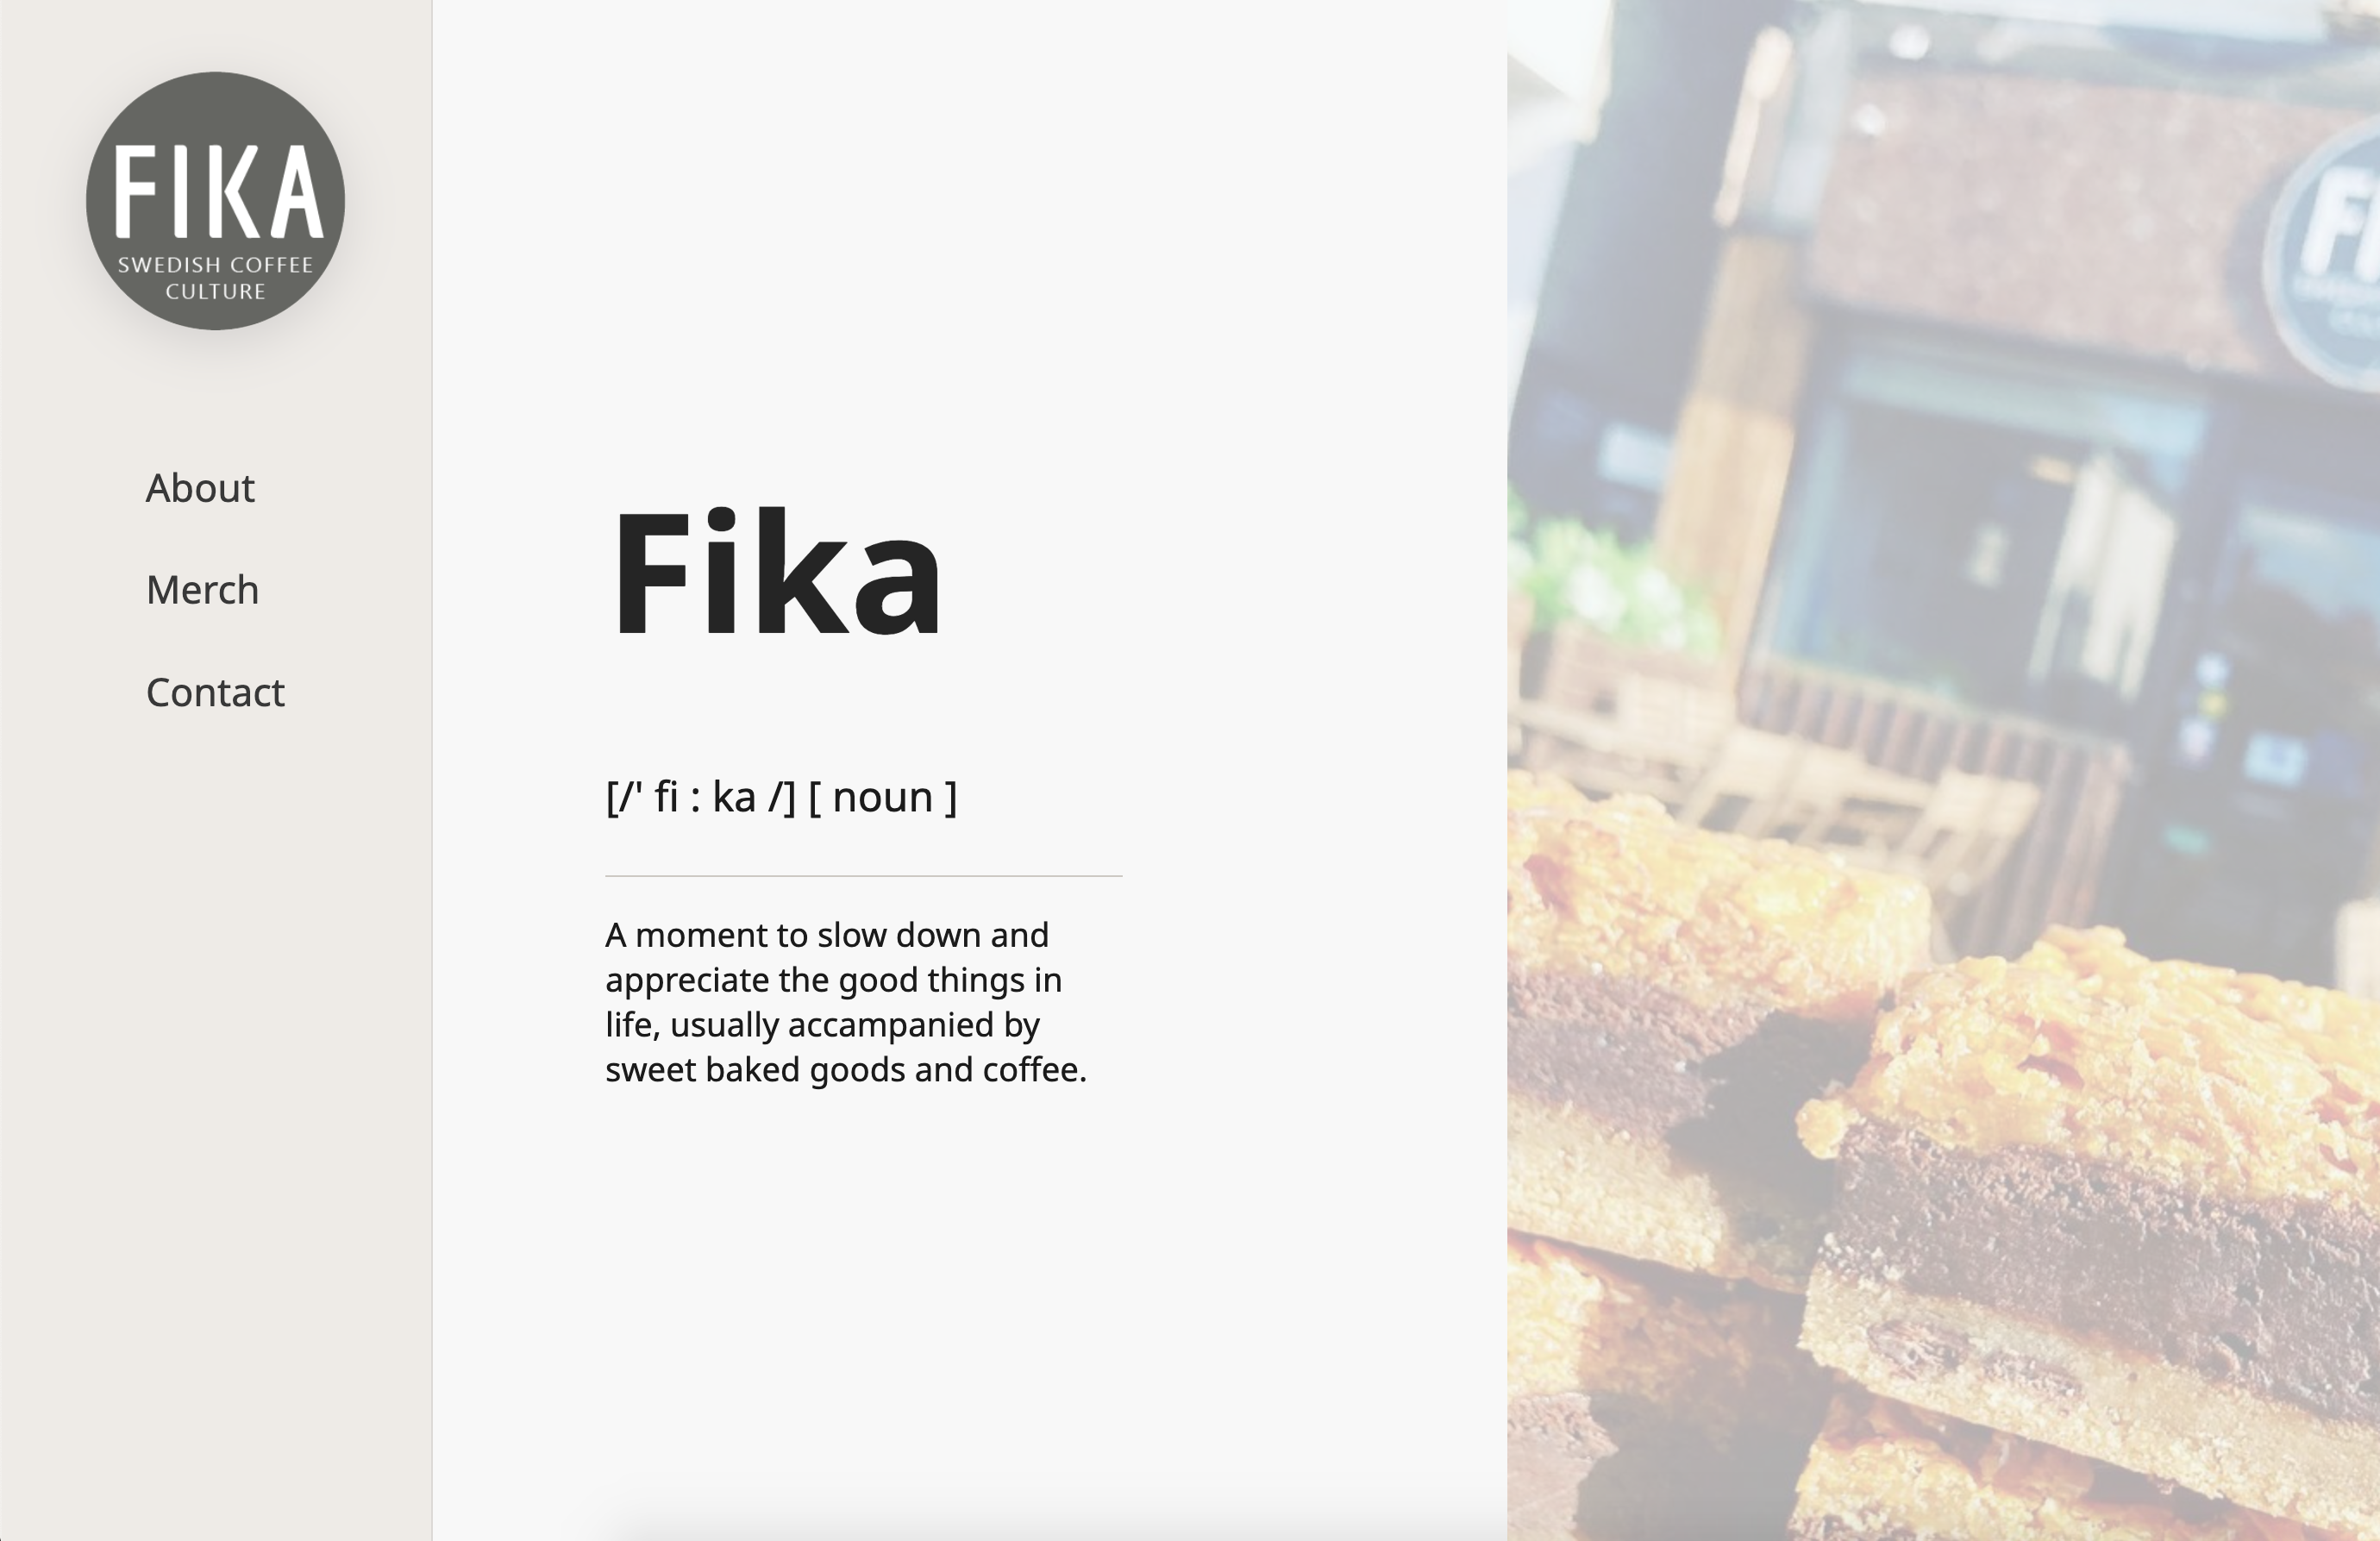 FIKA
SWEDISH COFFEE
CULTURE
About
Merch
Contact
Fika
[/' fi : ka /] [ noun ]
A moment to slow down and
appreciate the good things in
life, usually accampanied by
sweet baked goods and coffee.